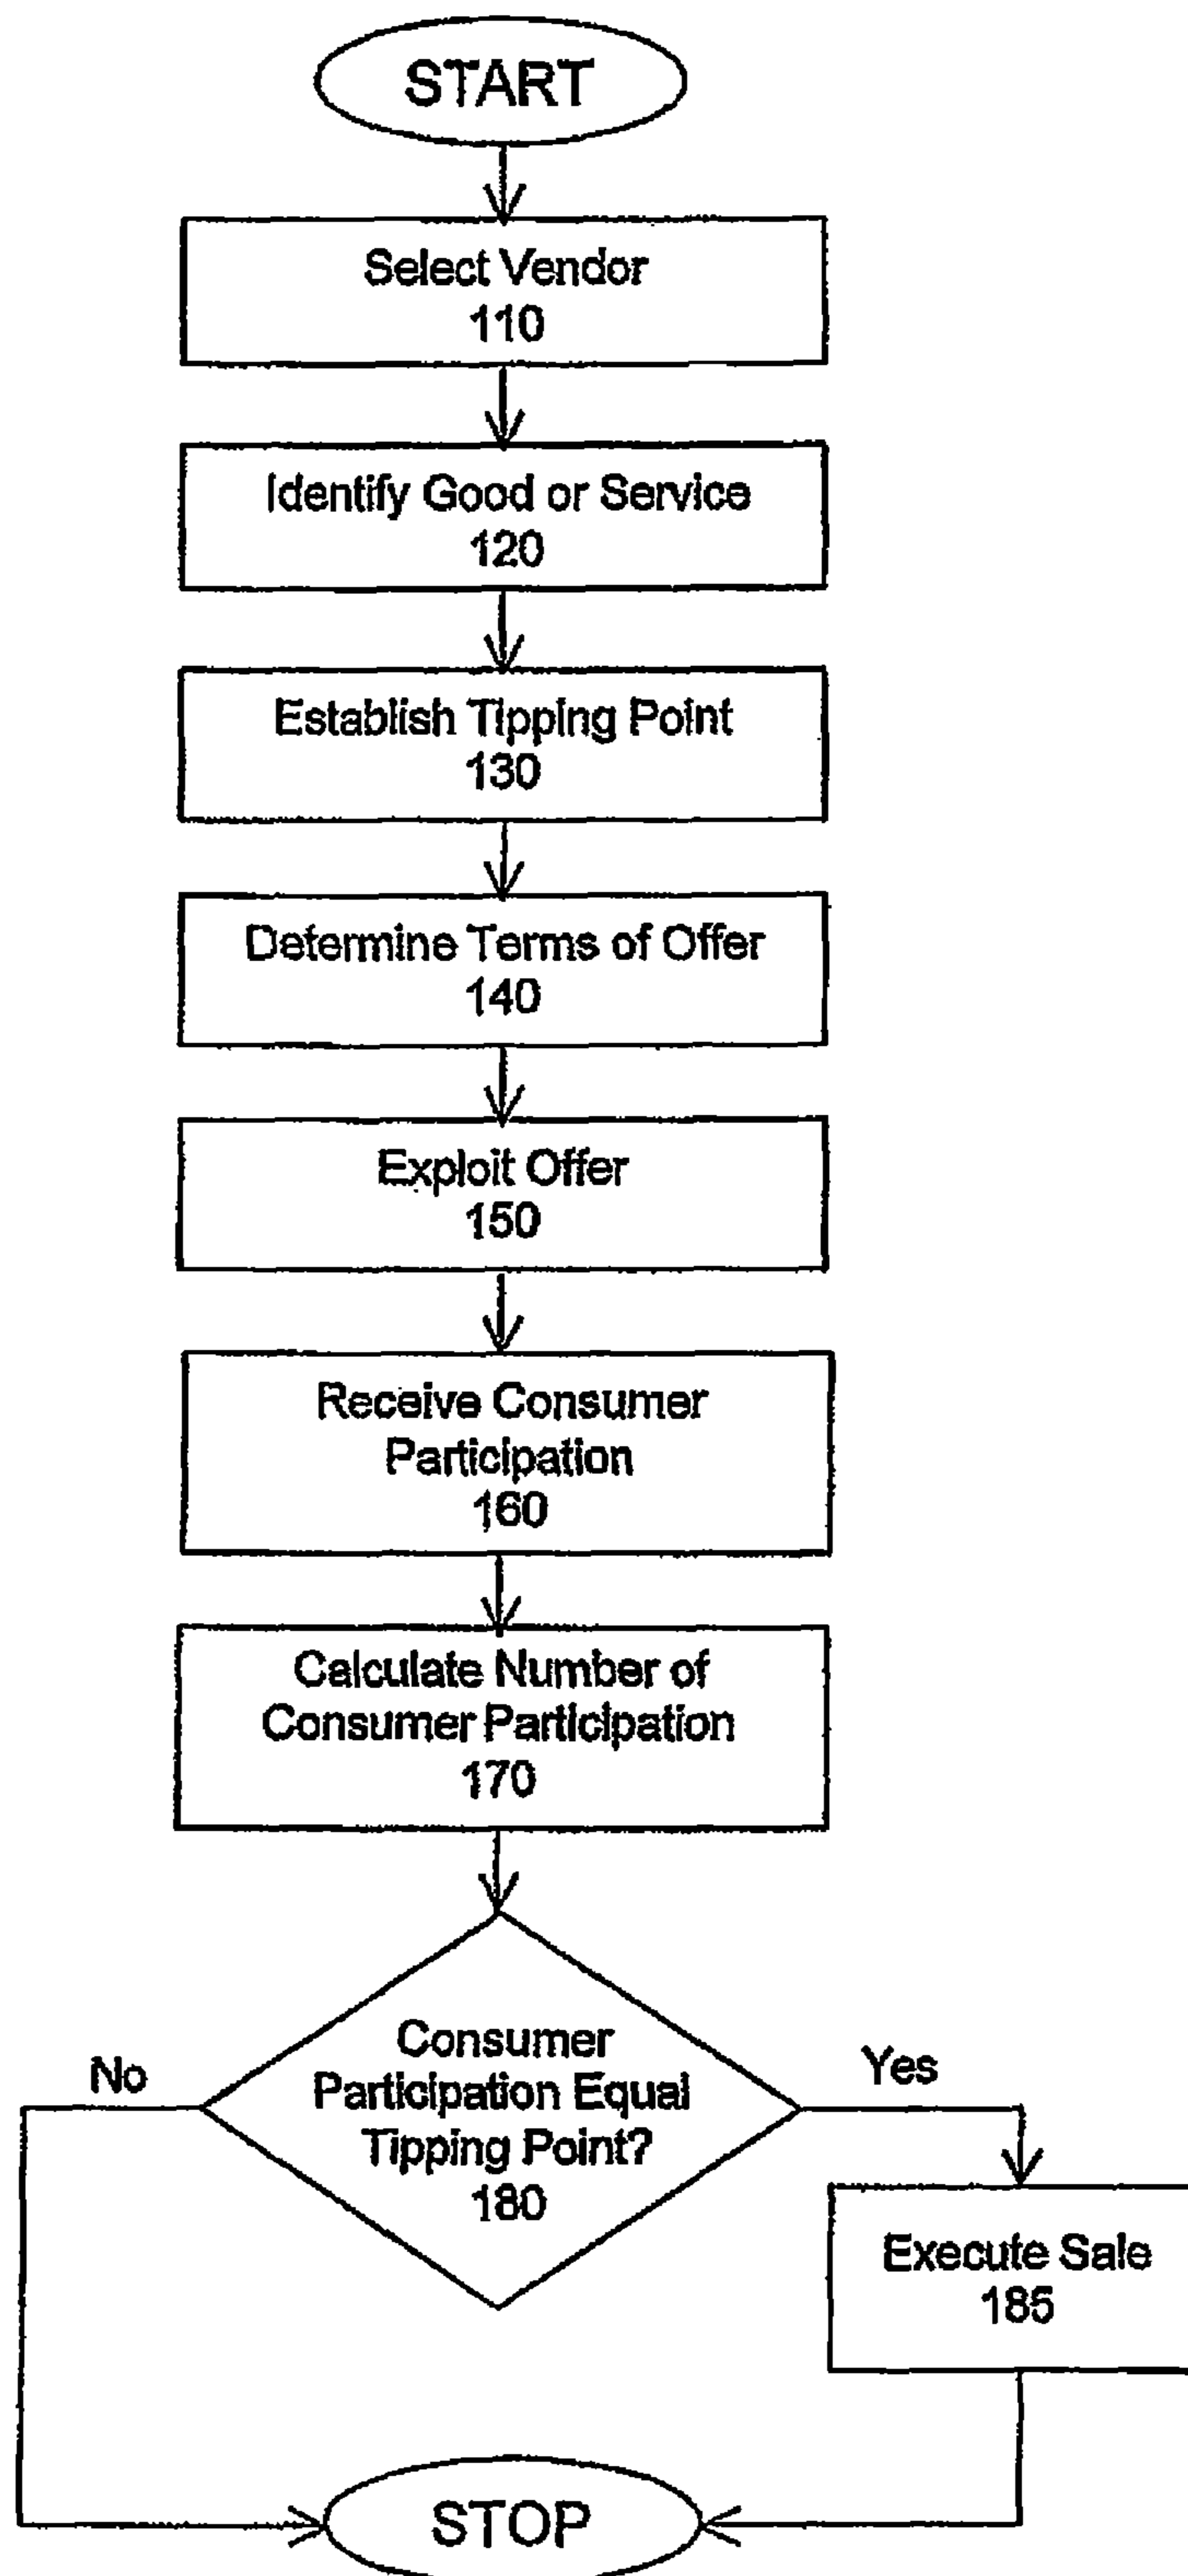 START
Select Vendor
110
Identify Good or Service
120
Establish Tipping Point
130
Determine Terms of Offer
140
Exploit Offer
150
Receive Consumer
Participation
160
Calculate Number of
Consumer Participation
170
Consumer
Participation Equal
Tipping Point?
180
No
Yes
Execute Sale
185
STOP